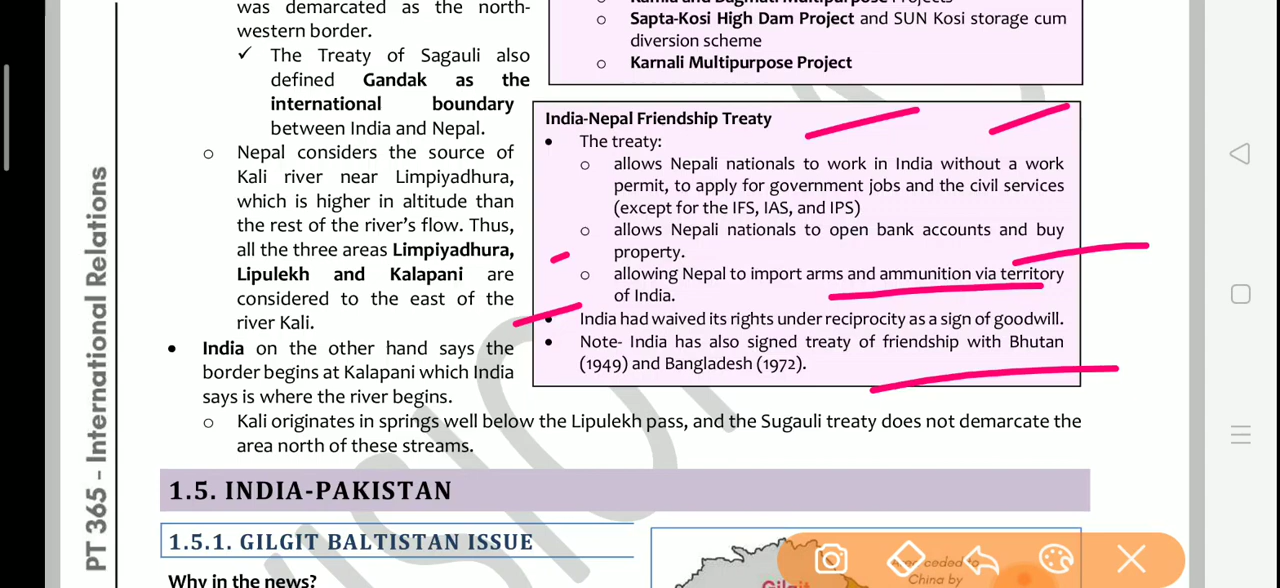 was demarcated as the north-
western border.
✓ The Treaty of Sagauli also
defined Gandak as the
international boundary
between India and Nepal.
o Nepal considers the source of
Kali river near Limpiyadhura,
which is higher in altitude than
the rest of the river's flow. Thus,
all the three areas Limpiyadhura,
Lipulekh and Kalapani are
considered to the east of the
river Kali.
• India on the other hand says the
border begins at Kalapani which India
says is where the river begins.
o Kali originates in springs well below the Lipulekh pass, and the Sugauli treaty does not demarcate the
area north of these streams.
o Sapta-Kosi High Dam Project and SUN Kosi storage cum
diversion scheme
o Karnali Multipurpose Project
India-Nepal Friendship Treaty
• The treaty:
o allows Nepali nationals to work in India without a work
permit, to apply for government jobs and the civil services
(except for the IFS, IAS, and IPS)
o allows Nepali nationals to open bank accounts and buy
property.
o allowing Nepal to import arms and ammunition via territory
of India.
• India had waived its rights under reciprocity as a sign of goodwill.
• Note- India has also signed treaty of friendship with Bhutan
(1949) and Bangladesh (1972).
PT 365 - International Relations
1.5. INDIA-PAKISTAN
1.5.1. GILGIT BALTISTAN ISSUE
Why in the news?
Gilgit
ceded to
China by